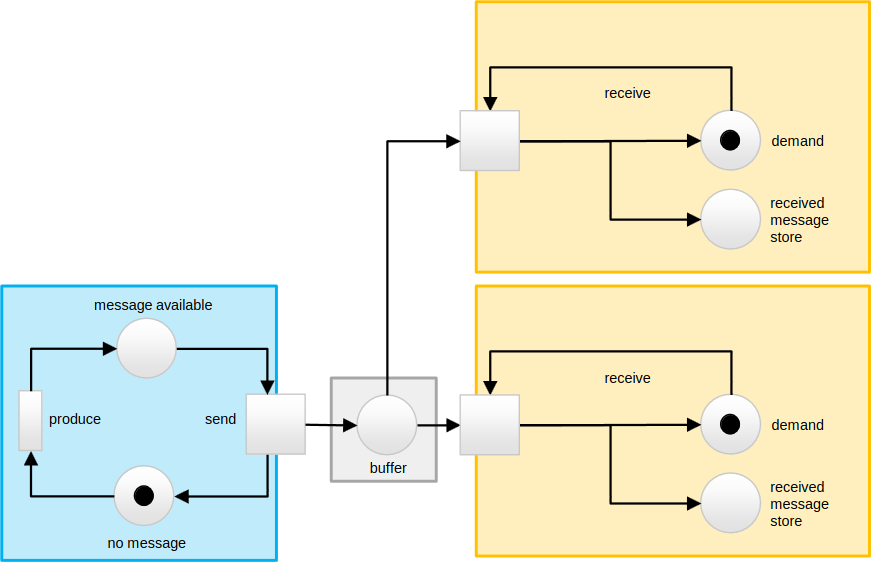 receive
demand
received
message
store
message available
produce
send
no message
buffer
receive
demand
received
message
store